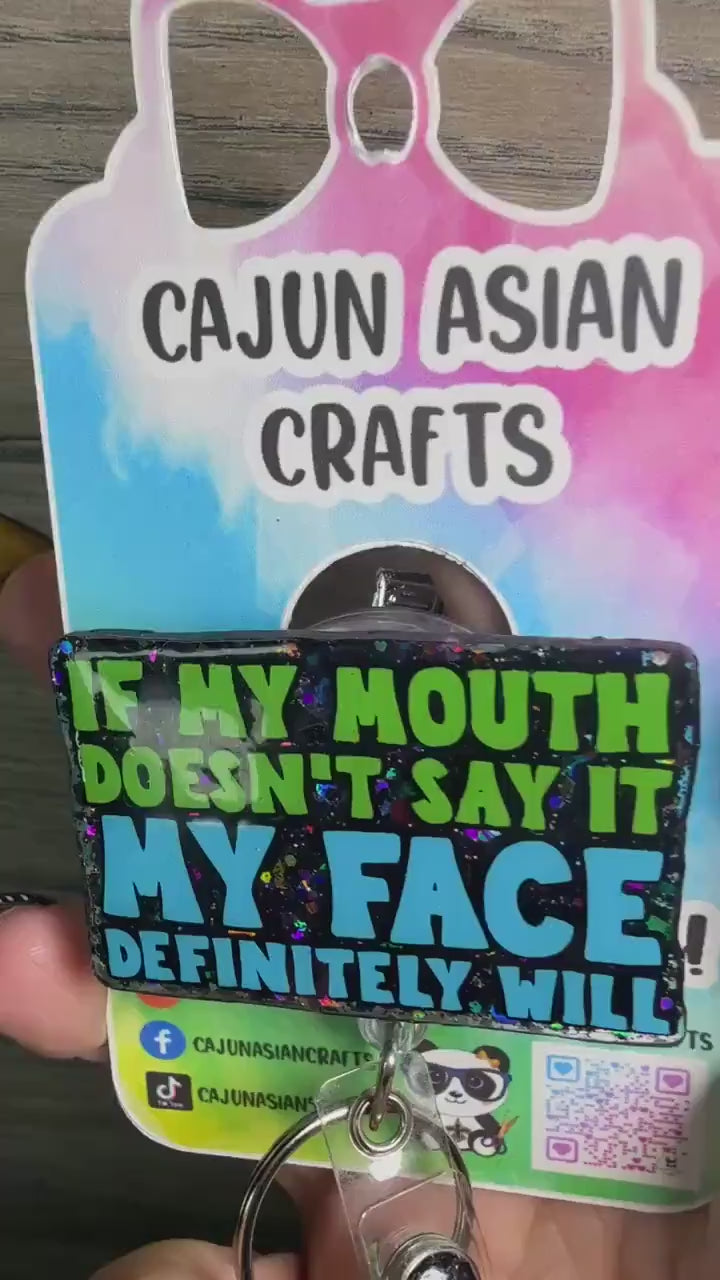 CAJUN ASIAN
CRAFTS
IF MY MOUTH
DOESN'T SAY IT
MY FACE
DEFINITELY WILL
CAJUNASIANCRAFTS